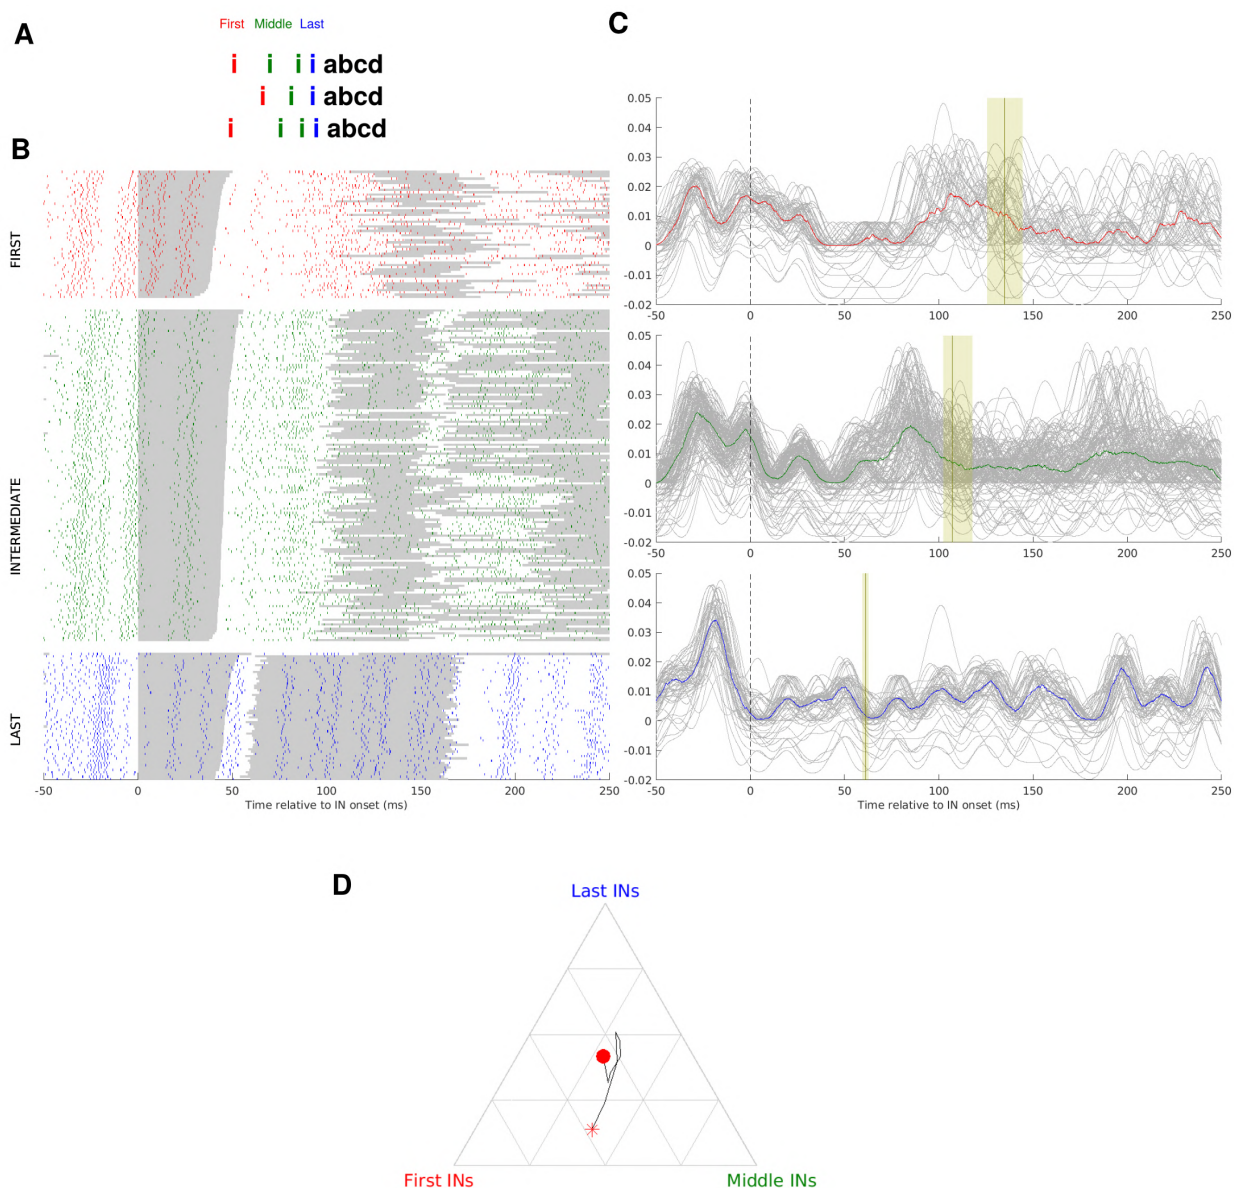 A
First Middle Last
i i i i abcd
i i i abcd
i i i i abcd
B
FIRST
INTERMEDIATE
LAST
-50 0 50 100 150 200 250
Time relative to IN onset (ms)
C
0.05
0.04
0.03
0.02
0.01
0
-0.01
-0.02
-50 0 50 100 150 200 250
0.05
0.04
0.03
0.02
0.01
0
-0.01
-0.02
-50 0 50 100 150 200 250
0.05
0.04
0.03
0.02
0.01
0
-0.01
-0.02
-50 0 50 100 150 200 250
Time relative to IN onset (ms)
D
Last INs
First INs Middle INs